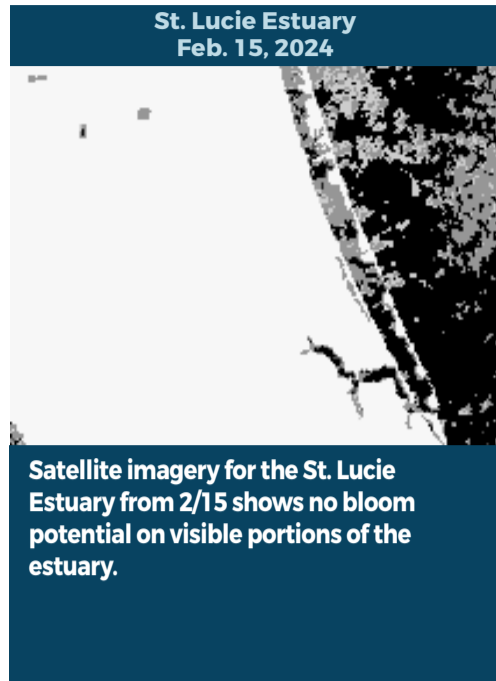 St. Lucie Estuary
Feb. 15, 2024
Satellite imagery for the St. Lucie
Estuary from 2/15 shows no bloom
potential on visible portions of the
estuary.